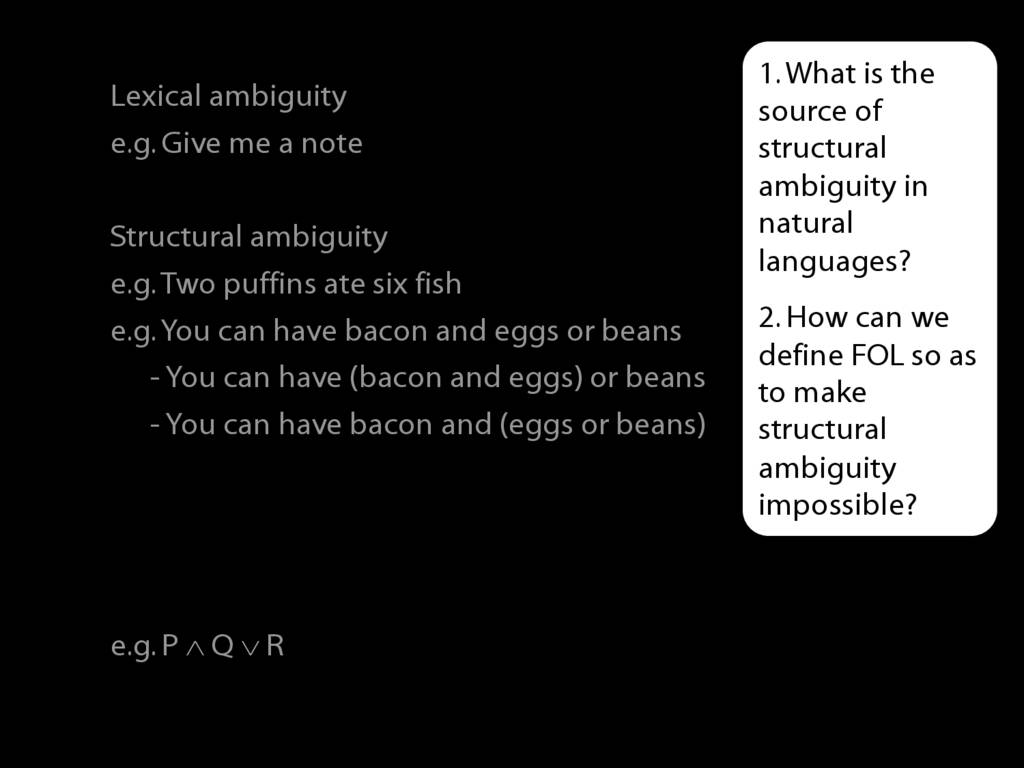 Lexical ambiguity
e.g. Give me a note
Structural ambiguity
e.g. Two puffins ate six fish
e.g. You can have bacon and eggs or beans
- You can have (bacon and eggs) or beans
- You can have bacon and (eggs or beans)
e.g. P ∧ Q ∨ R
1. What is the
source of
structural
ambiguity in
natural
languages?
2. How can we
define FOL so as
to make
structural
ambiguity
impossible?